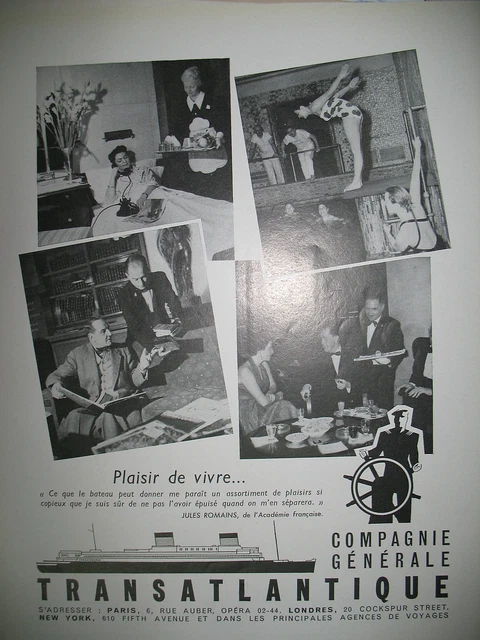 Plaisir de vivre...
« Ce que le bateau peut donner me paraît un assortiment de plaisirs si
copieux que je suis sûr de ne pas l'avoir épuisé quand on m'en séparera. »
JULES ROMAINS, de l'Académie française.
COMPAGNIE
GÉNÉRALE
TRANSATLANTIQUE
S'ADRESSER : PARIS, 6, RUE AUBER, OPÉRA 02-44, LONDRES, 20 COCKSPUR STREET,
NEW YORK, 610 FIFTH AVENUE ET DANS LES PRINCIPALES AGENCES DE VOYAGES